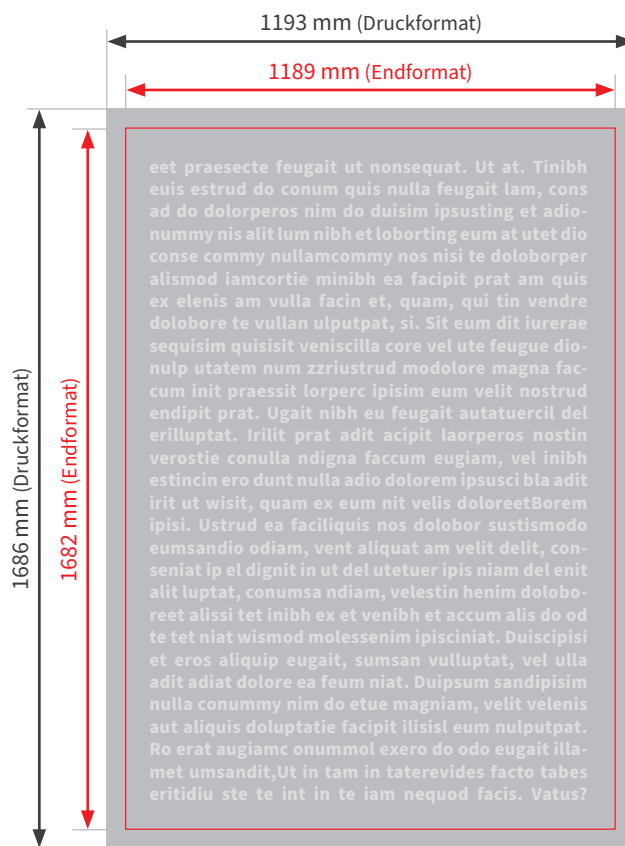 1193 mm (Druckformat)
1189 mm (Endformat)
1686 mm (Druckformat)
1682 mm (Endformat)
eet praesecte feugait ut nonsequat. Ut at. Tinibh
euis estrud do conum quis nulla feugait lam, cons
ad do dolorperos nim do duisim ipsusting et adio-
nummy nis alit lum nibh et loborting eum at utet dio
conse commy nullamcommy nos nisi te doloborper
alismod iamcortie minibh ea facipit prat am quis
ex elenis am vulla facin et, quam, qui tin vendre
dolobore te vullan ulputpat, si. Sit eum dit iurerae
sequisim quisisit veniscilla core vel ute feugue dio-
nulp utatem num zzriustrud modolore magna fac-
cum init praessit lorperc ipisim eum velit nostrud
endipit prat. Ugait nibh eu feugait autatuercil del
erilluptat. Irilit prat adit acipit laorperos nostin
verostie conulla ndigna faccum eugiam, vel inibh
estincin ero dunt nulla adio dolorem ipsusci bla adit
irit ut wisit, quam ex eum nit velis doloreetBorem
ipisi. Ustrud ea faciliquis nos dolobor sustismodo
eumsandio odiam, vent aliquat am velit delit, con-
seniat ip el dignit in ut del utetuer ipis niam del enit
alit luptat, conumsa ndiam, velestin henim dolobo-
reet alissi tet inibh ex et venibh et accum alis do od
te tet niat wismod molessenim ipisciniat. Duiscipisi
et eros aliquip eugait, sumsan vulluptat, vel ulla
adit adiat dolore ea feum niat. Duipsum sandipisim
nulla conummy nim do etue magniam, velit velenis
aut aliquis doluptatie facipit ilisisl eum nulputpat.
Ro erat augiamc onummol exero do odo eugait illa-
met umsandit,Ut in tam in taterevides facto tabes
eritidiu ste te int in te iam nequod facis. Vatus?